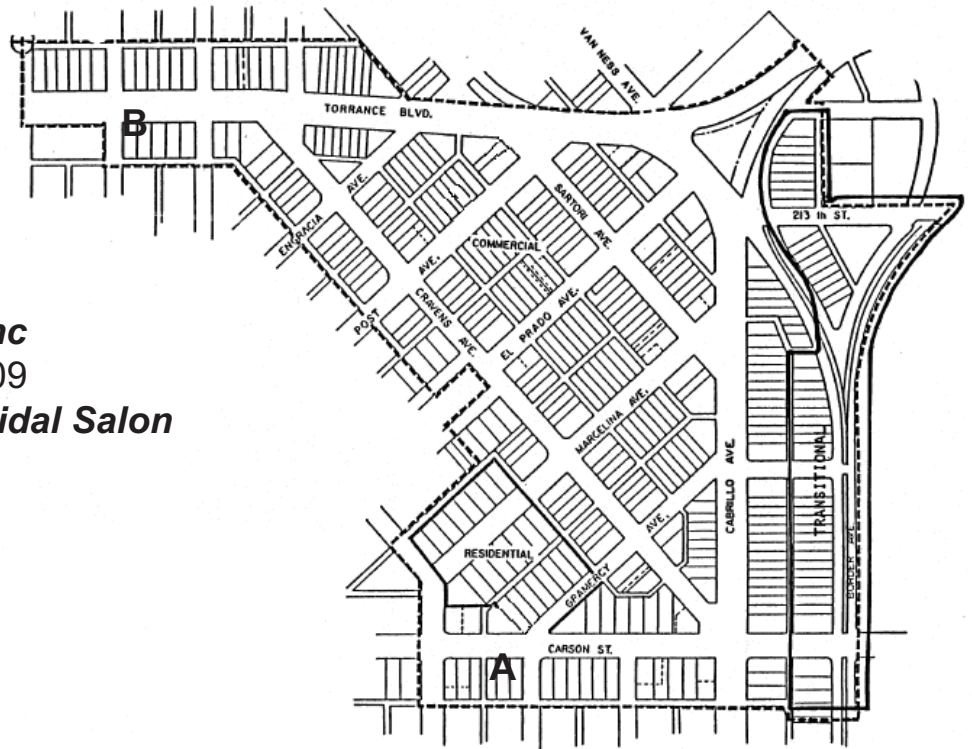 VAN NESS AVE.
B
TORRANCE BLVD.
SARTORI AVE.
213 th ST.
ENGRACIA AVE.
COMMERCIAL
POST AVE.
CRAVENS AVE.
EL PRADO AVE.
nc
09
idal Salon
MARCELINA AVE.
CABRILLO AVE.
TRANSITIONAL
BORDER AVE.
RESIDENTIAL
GRAMERCY AVE.
CARSON ST.
A